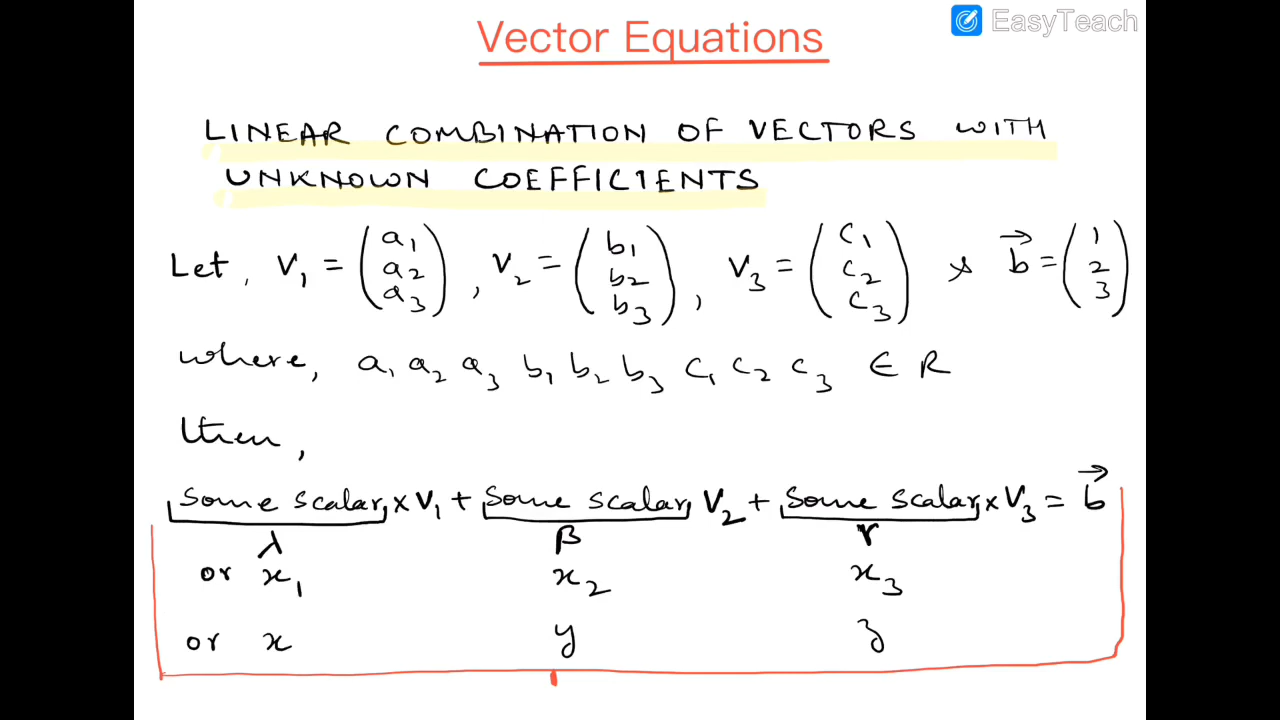 Vector Equations
EasyTeach
LINEAR COMBINATION OF VECTORS WITH
UNKNOWN COEFFICIENTS
Let, V₁ = (a₁ a₂ a₃), V₂ = (b₁ b₂ b₃), V₃ = (c₁ c₂ c₃) & b⃗ = (1 2 3)
where, a₁ a₂ a₃ b₁ b₂ b₃ c₁ c₂ c₃ ∈ R
then,
some scalar × V₁ + some scalar V₂ + some scalar × V₃ = b⃗
λ β γ
or x₁ x₂ x₃
or x y z